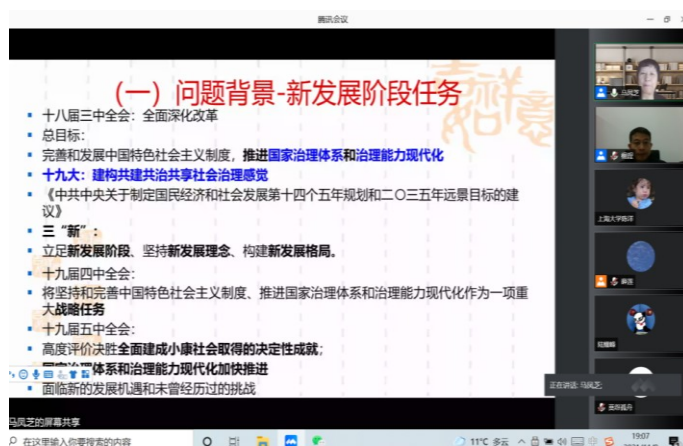 腾讯会议
（一）问题背景-新发展阶段任务
十八届三中全会：全面深化改革
总目标：
完善和发展中国特色社会主义制度，推进国家治理体系和治理能力现代化
十九大：建构共建共治共享社会治理感觉
《中共中央关于制定国民经济和社会发展第十四个五年规划和二〇三五年远景目标的建
议》
三“新”：
立足新发展阶段、坚持新发展理念、构建新发展格局。
十九届四中全会：
将坚持和完善中国特色社会主义制度、推进国家治理体系和治理能力现代化作为一项重
大战略任务
十九届五中全会：
高度评价决胜全面建成小康社会取得的决定性成就；
国家治理体系和治理能力现代化加快推进
面临新的发展机遇和未曾经历过的挑战
马凤芝的屏幕共享
马凤芝
上海大学陈洋
正在讲话: 马凤芝;
在这里输入你要搜索的内容
11°C 多云
19:07